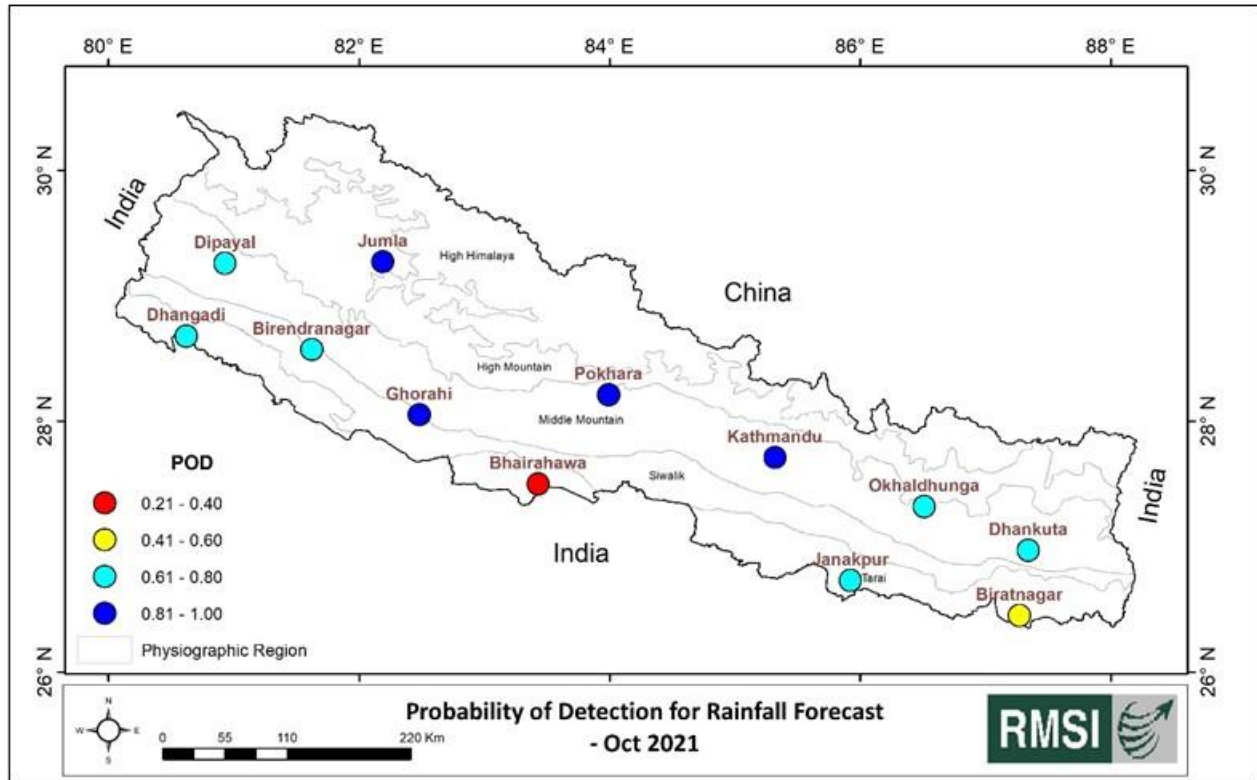 80° E
82° E
84° E
86° E
88° E
30° N
30° N
India
Dipayal
Jumla
High Himalaya
China
Dhangadi
Birendranagar
High Mountain
Pokhara
Ghorahi
Middle Mountain
28° N
28° N
Kathmandu
Bhairahawa
Siwalik
Okhaldhunga
India
Dhankuta
India
Janakpur
Tarai
Biratnagar
POD
0.21 - 0.40
0.41 - 0.60
0.61 - 0.80
0.81 - 1.00
Physiographic Region
26° N
26° N
N
W
E
S
0 55 110 220 Km
Probability of Detection for Rainfall Forecast
- Oct 2021
RMSI